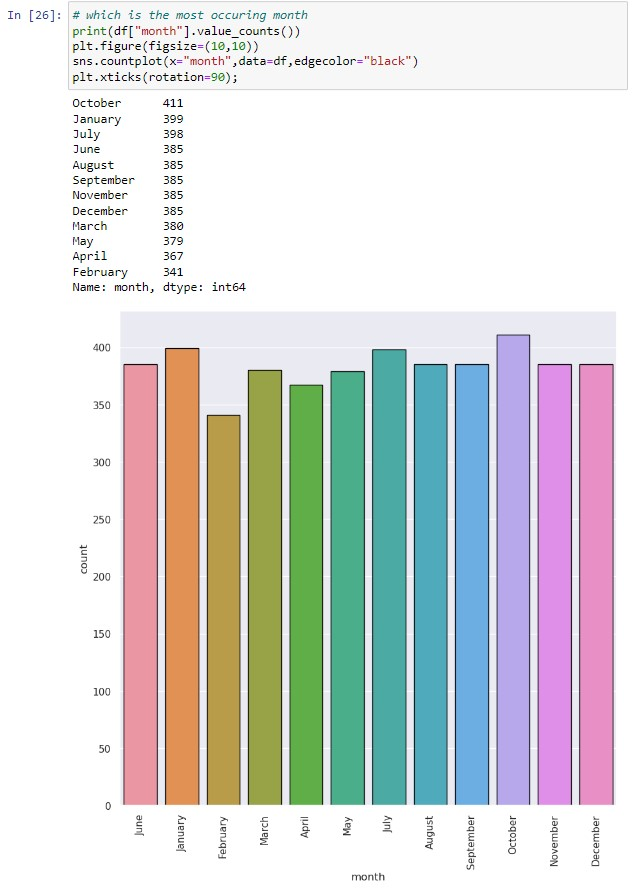 In [26]: # which is the most occuring month
print(df["month"].value_counts())
plt.figure(figsize=(10,10))
sns.countplot(x="month",data=df,edgecolor="black")
plt.xticks(rotation=90);
October 411
January 399
July 398
June 385
August 385
September 385
November 385
December 385
March 380
May 379
April 367
February 341
Name: month, dtype: int64
400
350
300
250
200
150
100
50
0
count
June January February March April May July August September October November December
month